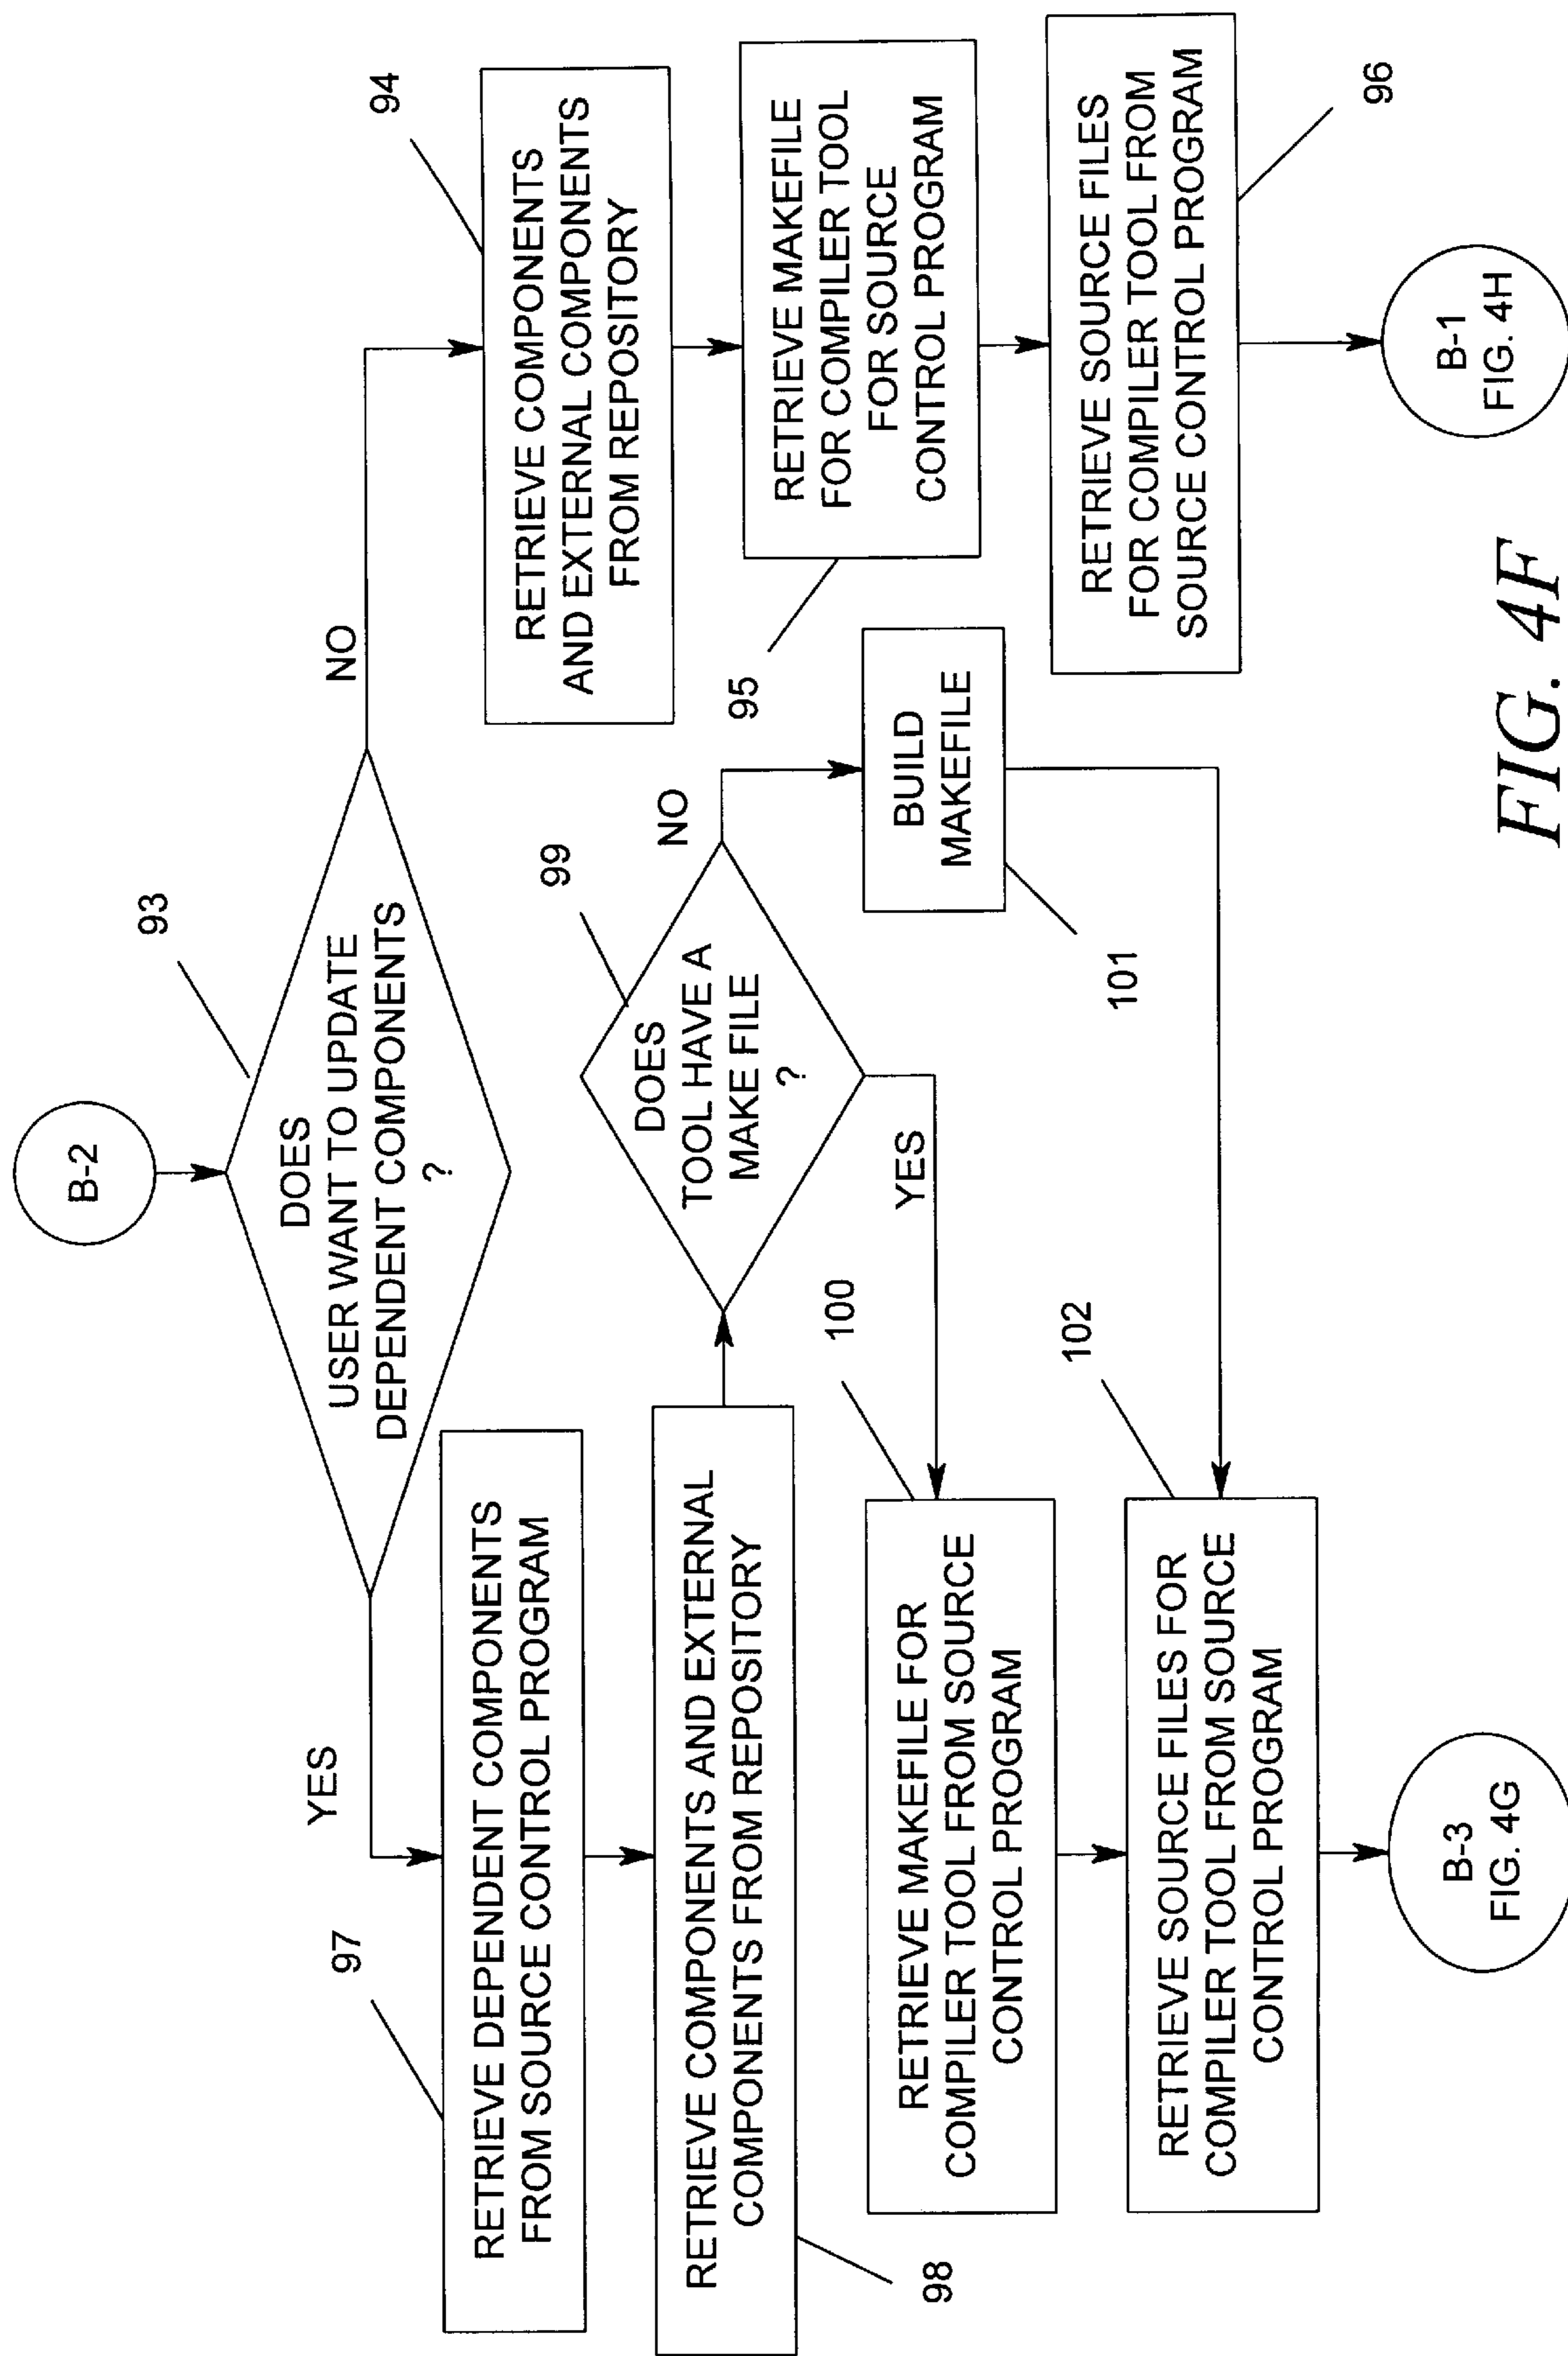 B-2
93
DOES
USER WANT TO UPDATE
DEPENDENT COMPONENTS
?
YES
NO
97
RETRIEVE DEPENDENT COMPONENTS
FROM SOURCE CONTROL PROGRAM
RETRIEVE COMPONENTS AND EXTERNAL
COMPONENTS FROM REPOSITORY
98
99
DOES
TOOL HAVE A
MAKE FILE
?
NO
YES
BUILD
MAKEFILE
101
100
RETRIEVE MAKEFILE FOR
COMPILER TOOL FROM SOURCE
CONTROL PROGRAM
102
RETRIEVE SOURCE FILES FOR
COMPILER TOOL FROM SOURCE
CONTROL PROGRAM
B-3
FIG. 4G
94
RETRIEVE COMPONENTS
AND EXTERNAL COMPONENTS
FROM REPOSITORY
RETRIEVE MAKEFILE
FOR COMPILER TOOL
FOR SOURCE
CONTROL PROGRAM
95
RETRIEVE SOURCE FILES
FOR COMPILER TOOL FROM
SOURCE CONTROL PROGRAM
96
B-1
FIG. 4H
FIG. 4F